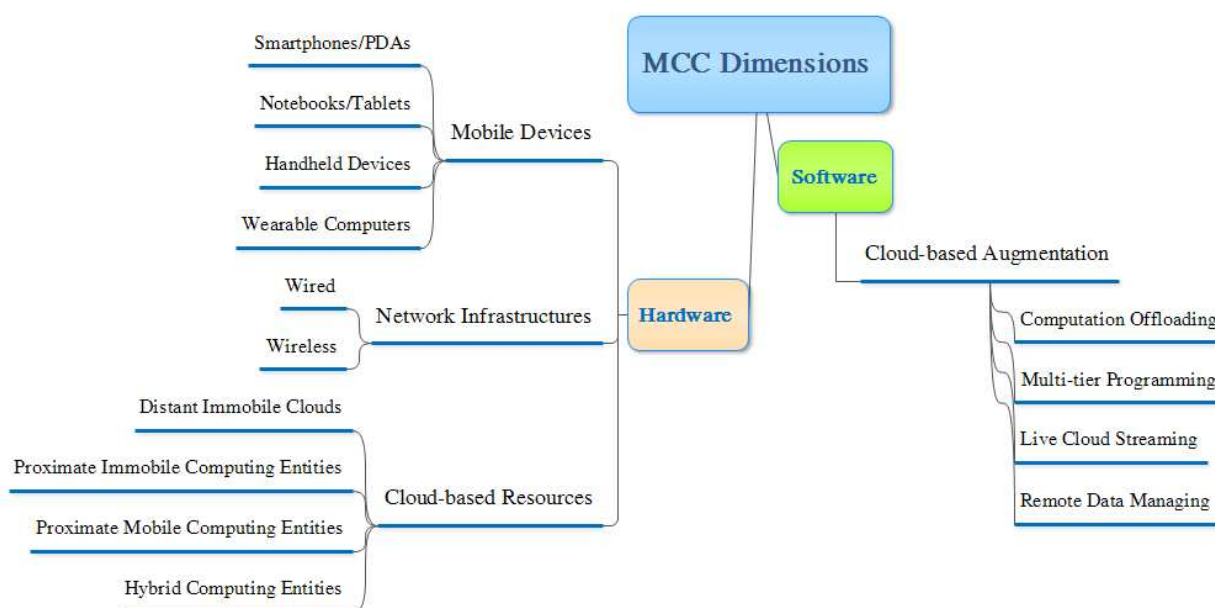 MCC Dimensions
Software
Cloud-based Augmentation
Computation Offloading
Multi-tier Programming
Live Cloud Streaming
Remote Data Managing
Hardware
Mobile Devices
Smartphones/PDAs
Notebooks/Tablets
Handheld Devices
Wearable Computers
Network Infrastructures
Wired
Wireless
Cloud-based Resources
Distant Immobile Clouds
Proximate Immobile Computing Entities
Proximate Mobile Computing Entities
Hybrid Computing Entities